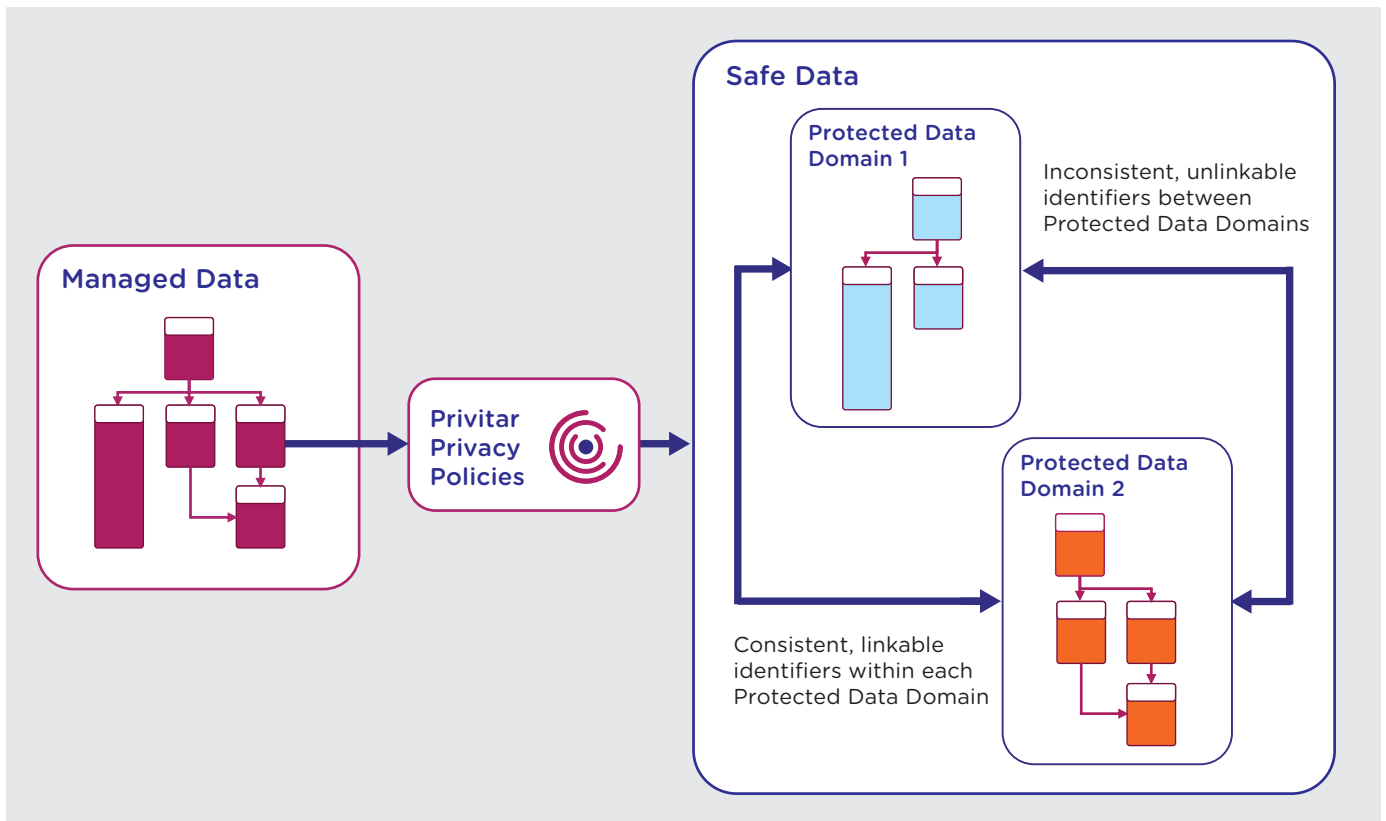 Managed Data
Privitar
Privacy
Policies
Safe Data
Protected Data
Domain 1
Inconsistent, unlinkable
identifiers between
Protected Data Domains
Protected Data
Domain 2
Consistent, linkable
identifiers within each
Protected Data Domain